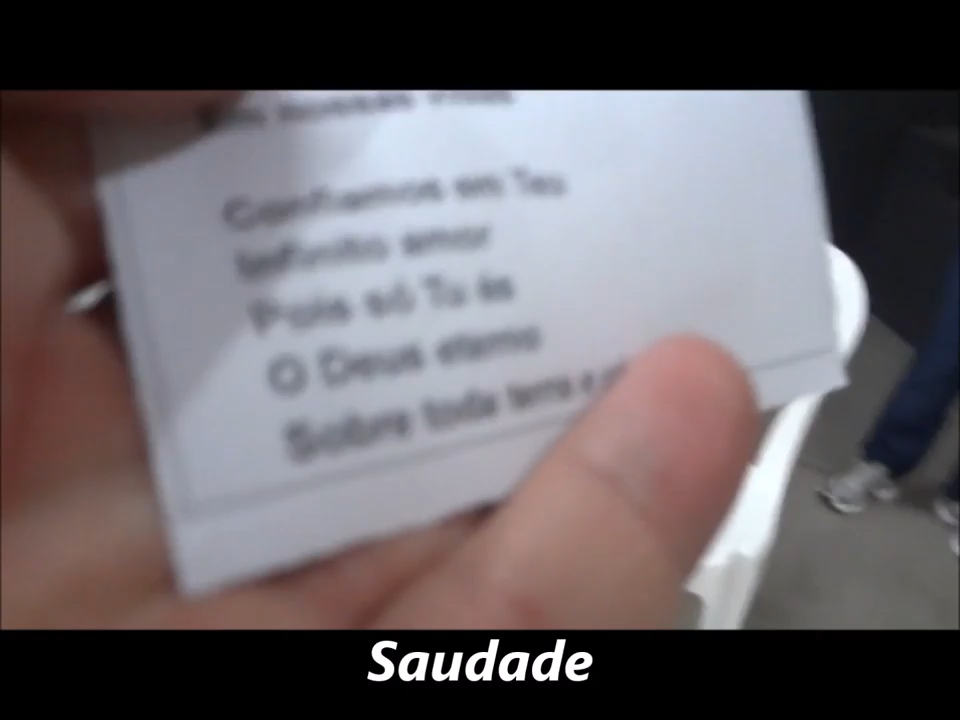 Confiamos em Teu
Infinito amor
Pois só Tu és
O Deus eterno
Sobre toda terra e
Saudade